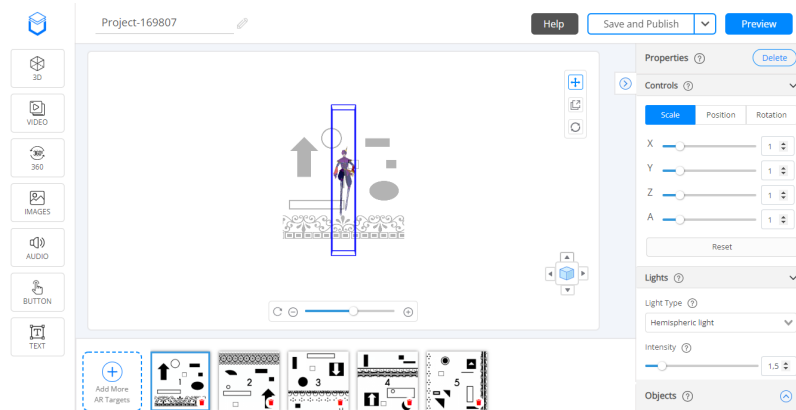 Project-169807
Help
Save and Publish
Preview
3D
VIDEO
360
IMAGES
AUDIO
BUTTON
TEXT
Properties
Delete
Controls
Scale
Position
Rotation
X
1
Y
1
Z
1
A
1
Reset
Lights
Light Type
Hemispheric light
Intensity
1,5
Objects
Add More
AR Targets
1
2
3
4
5